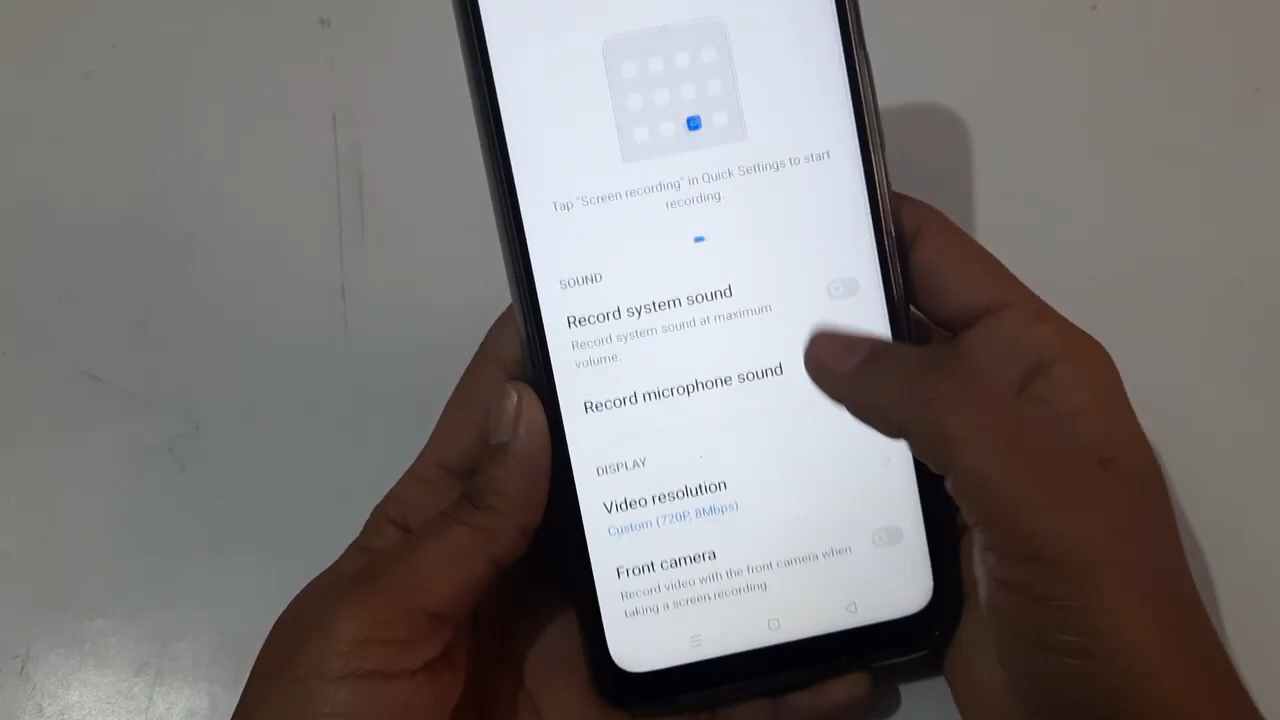 Tap "Screen recording" in Quick Settings to start
recording.
SOUND
Record system sound
Record system sound at maximum
volume.
Record microphone sound
DISPLAY
Video resolution
Custom (720P, 8Mbps)
Front camera
Record video with the front camera when
taking a screen recording